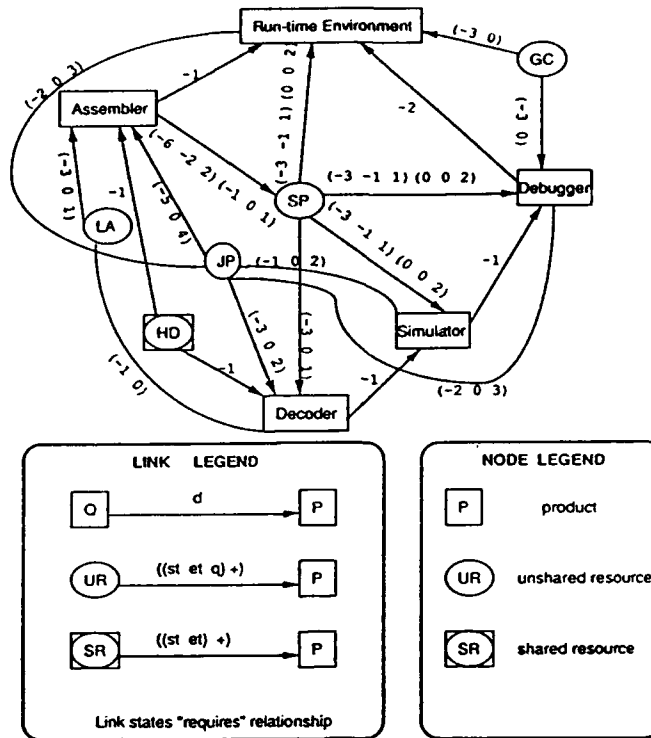 Run-time Environment
(-3 0)
GC
(-2 0 3)
-1
(-3 -1 1) (0 0 2)
-2
(-3 0)
Assembler
(-6 -2 2) (-1 0 1)
(-3 0 1)
-1
(-5 0 4)
SP
(-3 -1 1) (0 0 2)
Debugger
LA
JP
(-1 0 2)
(-3 -1 1) (0 0 2)
-1
HD
Simulator
(-1 0)
-1
(-3 0 2)
(-3 0 1)
-1
(-2 0 3)
Decoder
LINK LEGEND
Q
d
P
UR
((st et q) +)
P
SR
((st et) +)
P
Link states "requires" relationship
NODE LEGEND
P
product
UR
unshared resource
SR
shared resource